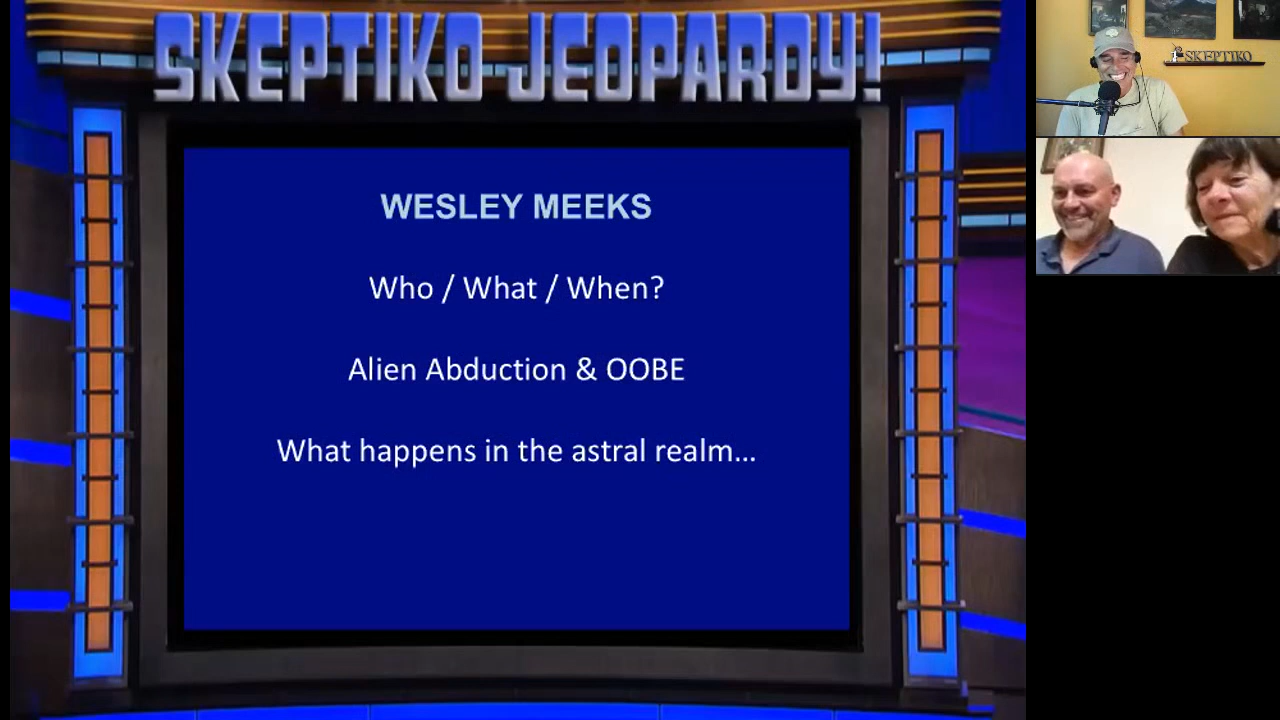 SKEPTIKO JEOPARDY!
WESLEY MEEKS
Who / What / When?
Alien Abduction & OOBE
What happens in the astral realm...
SKEPTIKO